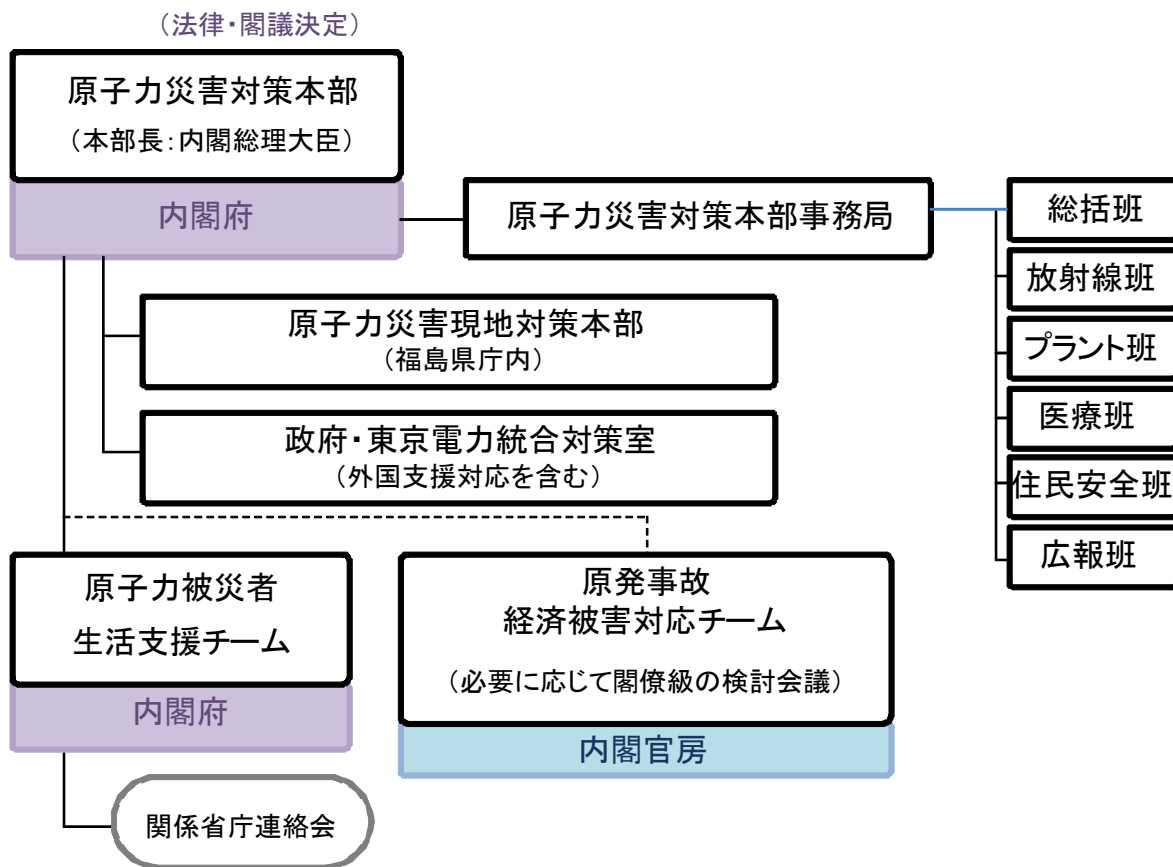 （法律・閣議決定）
原子力災害対策本部
（本部長：内閣総理大臣）
内閣府
原子力災害対策本部事務局
総括班
放射線班
プラント班
医療班
住民安全班
広報班
原子力災害現地対策本部
（福島県庁内）
政府・東京電力統合対策室
（外国支援対応を含む）
原子力被災者
生活支援チーム
内閣府
関係省庁連絡会
原発事故
経済被害対応チーム
（必要に応じて閣僚級の検討会議）
内閣官房